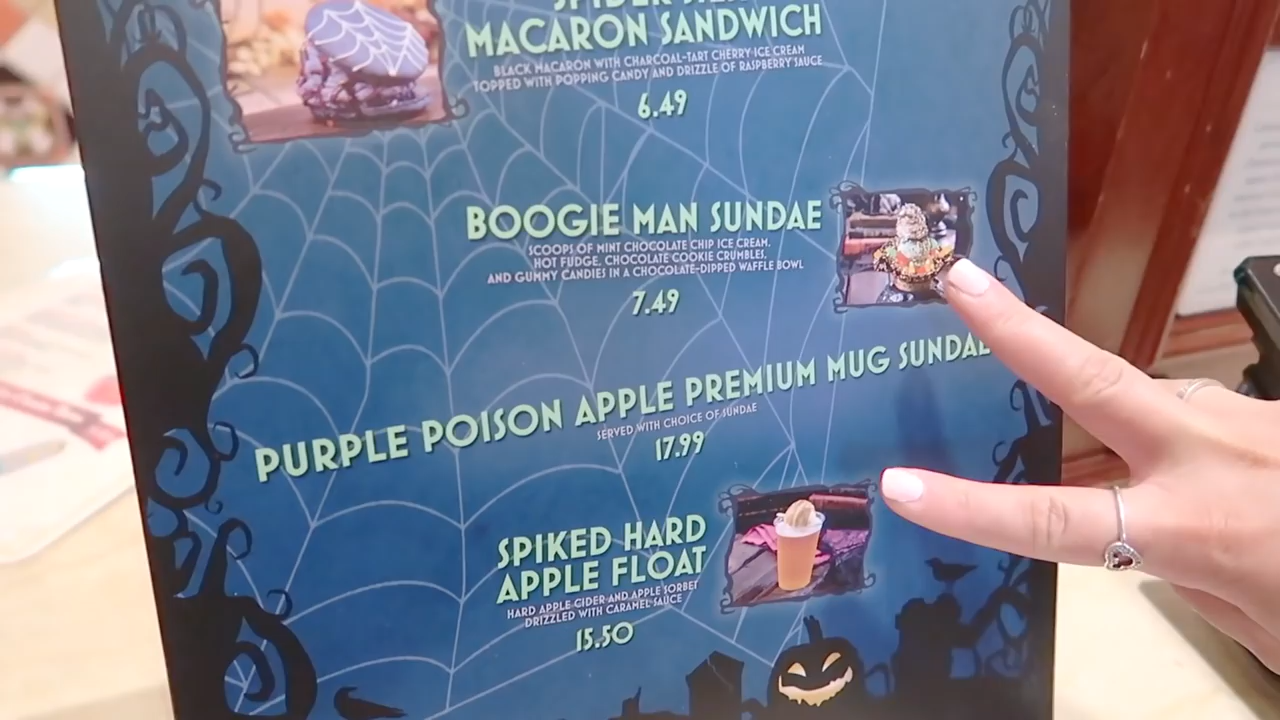 SPIDER
MACARON SANDWICH
BLACK MACARON WITH CHARCOAL-TART CHERRY ICE CREAM
TOPPED WITH POPPING CANDY AND DRIZZLE OF RASPBERRY SAUCE
6.49
BOOGIE MAN SUNDAE
SCOOPS OF MINT CHOCOLATE CHIP ICE CREAM,
HOT FUDGE, CHOCOLATE COOKIE CRUMBLES,
AND GUMMY CANDIES IN A CHOCOLATE-DIPPED WAFFLE BOWL
7.49
PURPLE POISON APPLE PREMIUM MUG SUNDAE
SERVED WITH CHOICE OF SUNDAE
17.99
SPIKED HARD
APPLE FLOAT
HARD APPLE CIDER AND APPLE SORBET
DRIZZLED WITH CARAMEL SAUCE
15.50